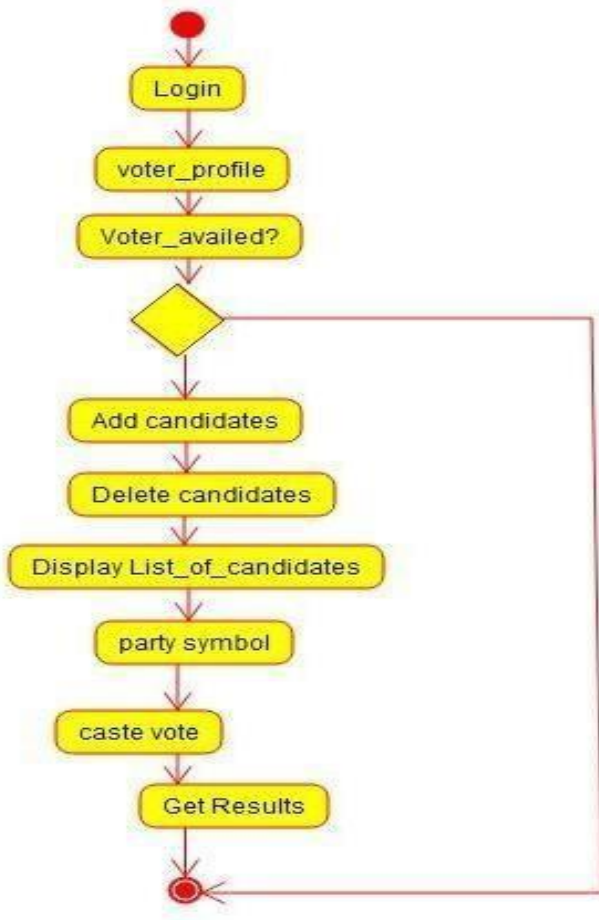 Login
voter_profile
Voter_availed?
Add candidates
Delete candidates
Display List_of_candidates
party symbol
caste vote
Get Results